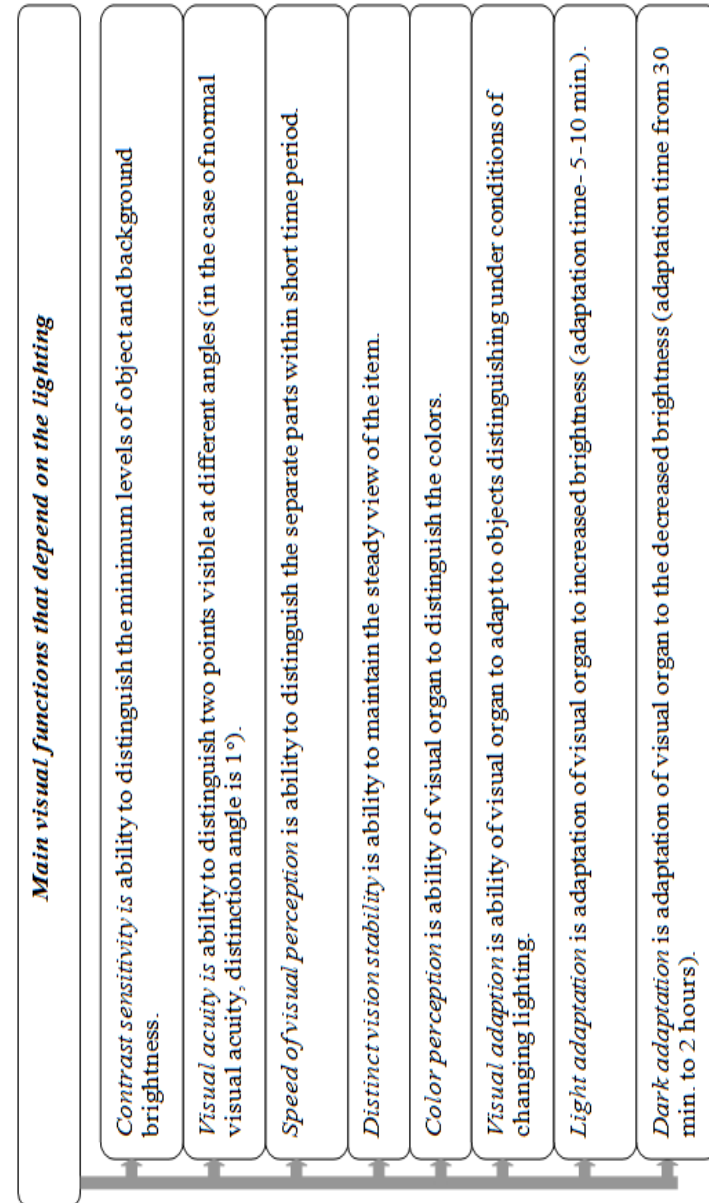 Main visual functions that depend on the lighting
Contrast sensitivity is ability to distinguish the minimum levels of object and background
brightness.
Visual acuity is ability to distinguish two points visible at different angles (in the case of normal
visual acuity, distinction angle is 1°).
Speed of visual perception is ability to distinguish the separate parts within short time period.
Distinct vision stability is ability to maintain the steady view of the item.
Color perception is ability of visual organ to distinguish the colors.
Visual adaption is ability of visual organ to adapt to objects distinguishing under conditions of
changing lighting.
Light adaptation is adaptation of visual organ to increased brightness (adaptation time- 5-10 min.).
Dark adaptation is adaptation of visual organ to the decreased brightness (adaptation time from 30
min. to 2 hours).